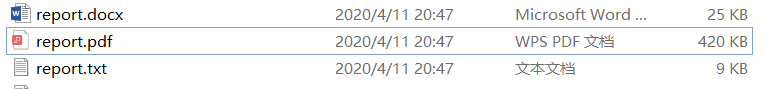 report.docx 2020/4/11 20:47 Microsoft Word ... 25 KB
report.pdf 2020/4/11 20:47 WPS PDF 文档 420 KB
report.txt 2020/4/11 20:47 文本文档 9 KB